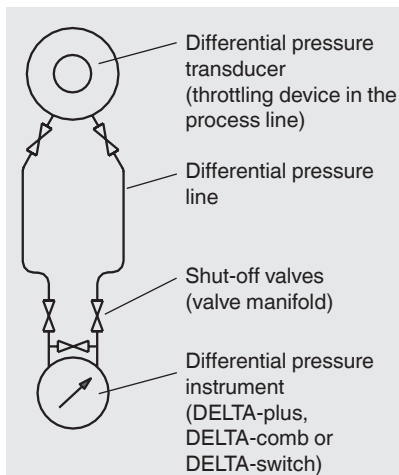 Differential pressure
transducer
(throttling device in the
process line)
Differential pressure
line
Shut-off valves
(valve manifold)
Differential pressure
instrument
(DELTA-plus,
DELTA-comb or
DELTA-switch)